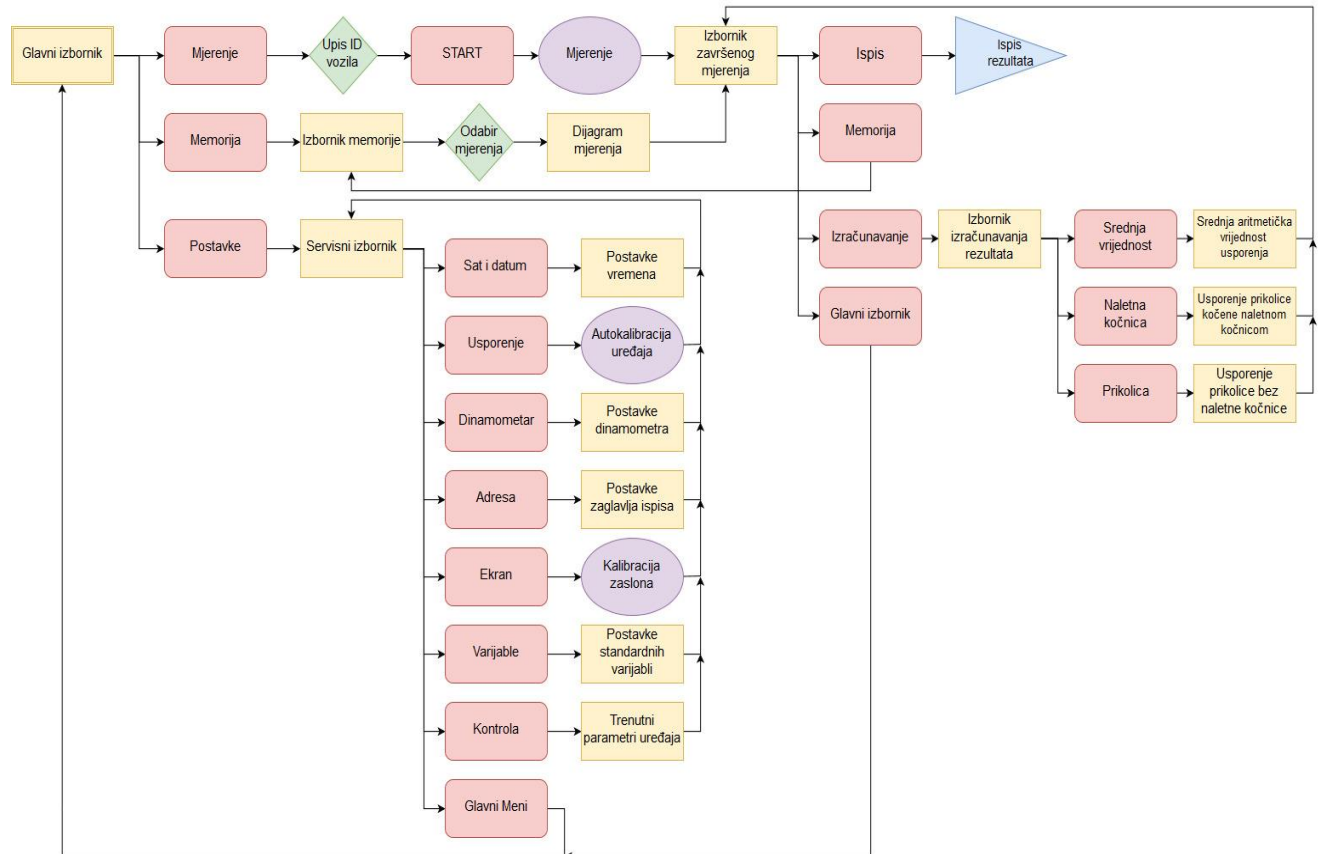 Glavni izbornik
Mjerenje
Upis ID
vozila
START
Mjerenje
Izbornik
završenog
mjerenja
Ispis
Ispis
rezultata
Memorija
Izbornik memorije
Odabir
mjerenja
Dijagram
mjerenja
Memorija
Postavke
Servisni izbornik
Izračunavanje
Izbornik
izračunavanja
rezultata
Srednja
vrijednost
Srednja aritmetička
vrijednost
usporenja
Sat i datum
Postavke
vremena
Glavni izbornik
Naletna
kočnica
Usporenje prikolice
kočene naletnom
kočnicom
Usporenje
Autokalibracija
uređaja
Prikolica
Usporenje
prikolice bez
naletne kočnice
Dinamometar
Postavke
dinamometra
Adresa
Postavke
zaglavlja ispisa
Ekran
Kalibracija
zaslona
Varijable
Postavke
standardnih
varijabli
Kontrola
Trenutni
parametri uređaja
Glavni Meni